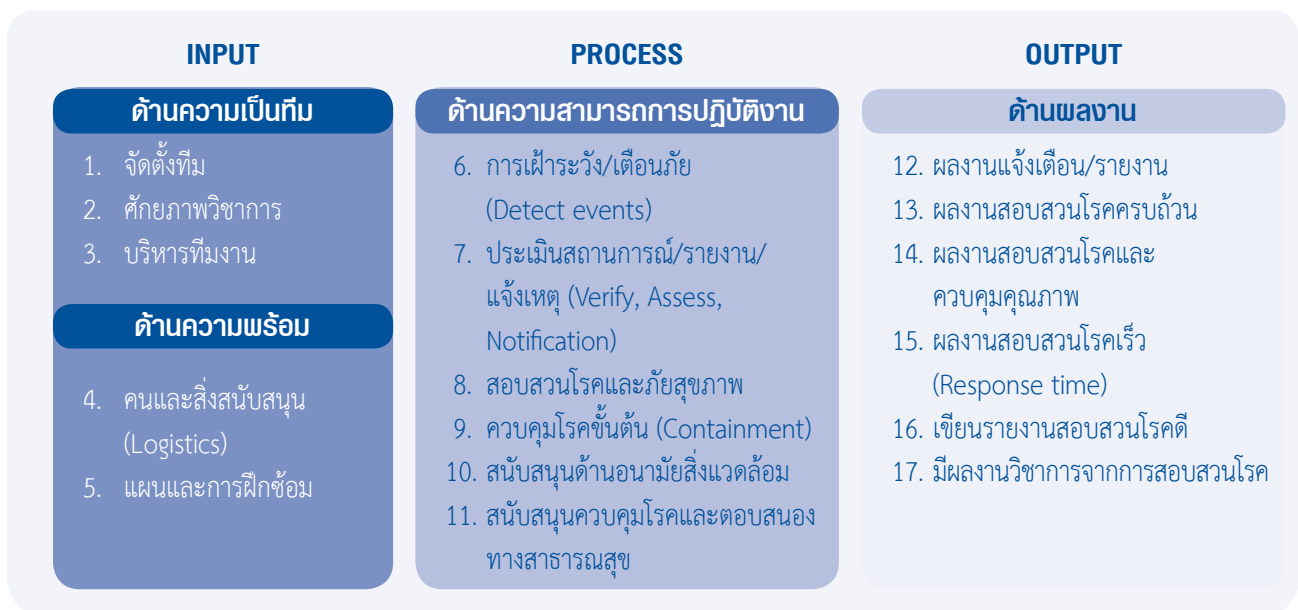 INPUT
ด้านความเป็นทีม
1. จัดตั้งทีม
2. ศักยภาพวิชาการ
3. บริหารทีมงาน
ด้านความพร้อม
4. คนและสิ่งสนับสนุน
(Logistics)
5. แผนและการฝึกซ้อม
PROCESS
ด้านความสามารถการปฏิบัติงาน
6. การเฝ้าระวัง/เตือนภัย
(Detect events)
7. ประเมินสถานการณ์/รายงาน/
แจ้งเหตุ (Verify, Assess,
Notification)
8. สอบสวนโรคและภัยสุขภาพ
9. ควบคุมโรคขั้นต้น (Containment)
10. สนับสนุนด้านอนามัยสิ่งแวดล้อม
11. สนับสนุนควบคุมโรคและตอบสนอง
ทางสาธารณสุข
OUTPUT
ด้านผลงาน
12. ผลงานแจ้งเตือน/รายงาน
13. ผลงานสอบสวนโรคครบถ้วน
14. ผลงานสอบสวนโรคและ
ควบคุมคุณภาพ
15. ผลงานสอบสวนโรคเร็ว
(Response time)
16. เขียนรายงานสอบสวนโรคดี
17. มีผลงานวิชาการจากการสอบสวนโรค